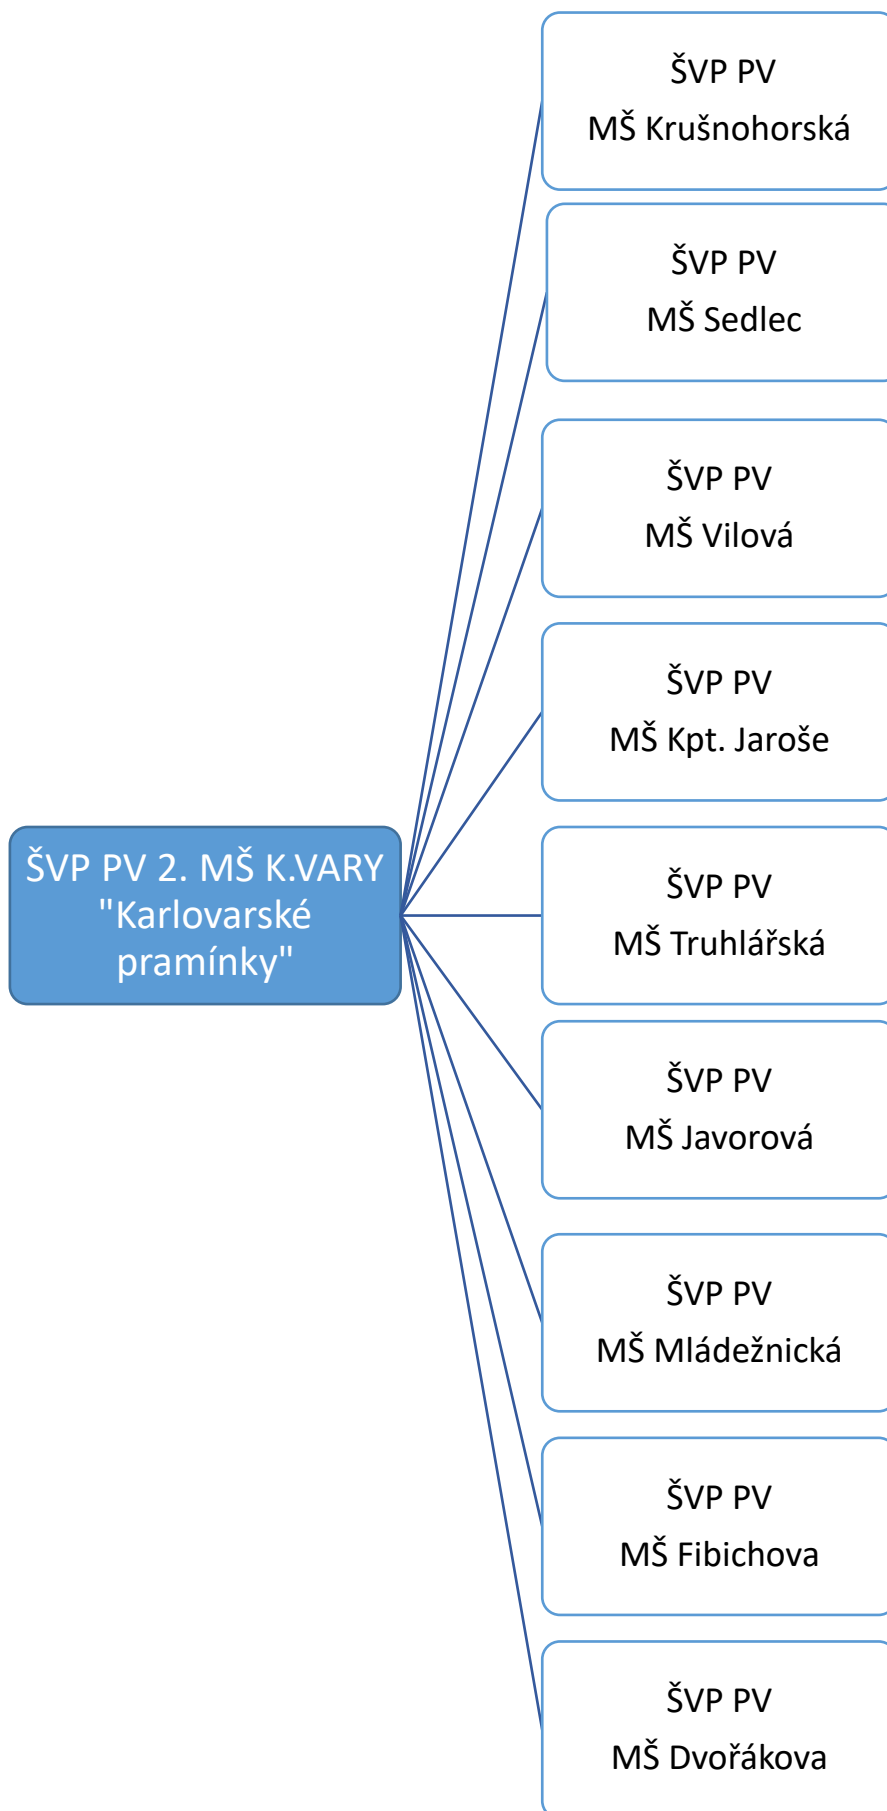 ŠVP PV
MŠ Krušnohorská
ŠVP PV
MŠ Sedlec
ŠVP PV
MŠ Vilová
ŠVP PV
MŠ Kpt. Jaroše
ŠVP PV 2. MŠ K.VARY
"Karlovarské
pramínky"
ŠVP PV
MŠ Truhlářská
ŠVP PV
MŠ Javorová
ŠVP PV
MŠ Mládežnická
ŠVP PV
MŠ Fibichova
ŠVP PV
MŠ Dvořákova